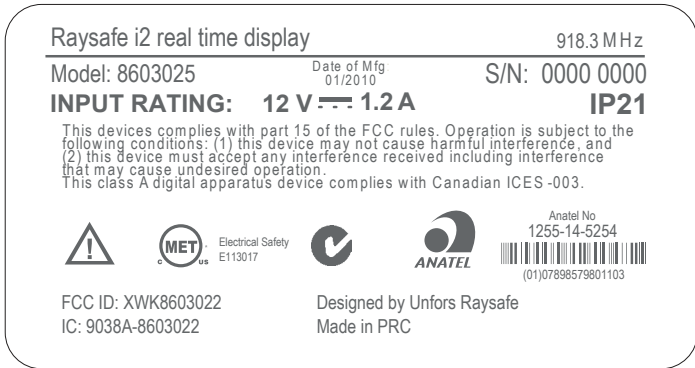 Raysafe i2 real time display
918.3 MHz
Model: 8603025
Date of Mfg
01/2010
S/N: 0000 0000
INPUT RATING: 12 V 1.2 A
IP21
This devices complies with part 15 of the FCC rules. Operation is subject to the
following conditions: (1) this device may not cause harmful interference, and
(2) this device must accept any interference received including interference
that may cause undesired operation.
This class A digital apparatus device complies with Canadian ICES -003.
MET
c us
Electrical Safety
E113017
ANATEL
Anatel No
1255-14-5254
(01)07898579801103
FCC ID: XWK8603022
IC: 9038A-8603022
Designed by Unfors Raysafe
Made in PRC